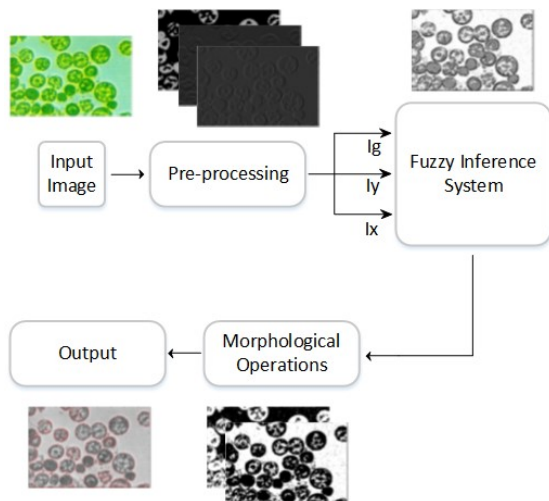 Input
Image
Pre-processing
Ig
Iy
Ix
Fuzzy Inference
System
Output
Morphological
Operations